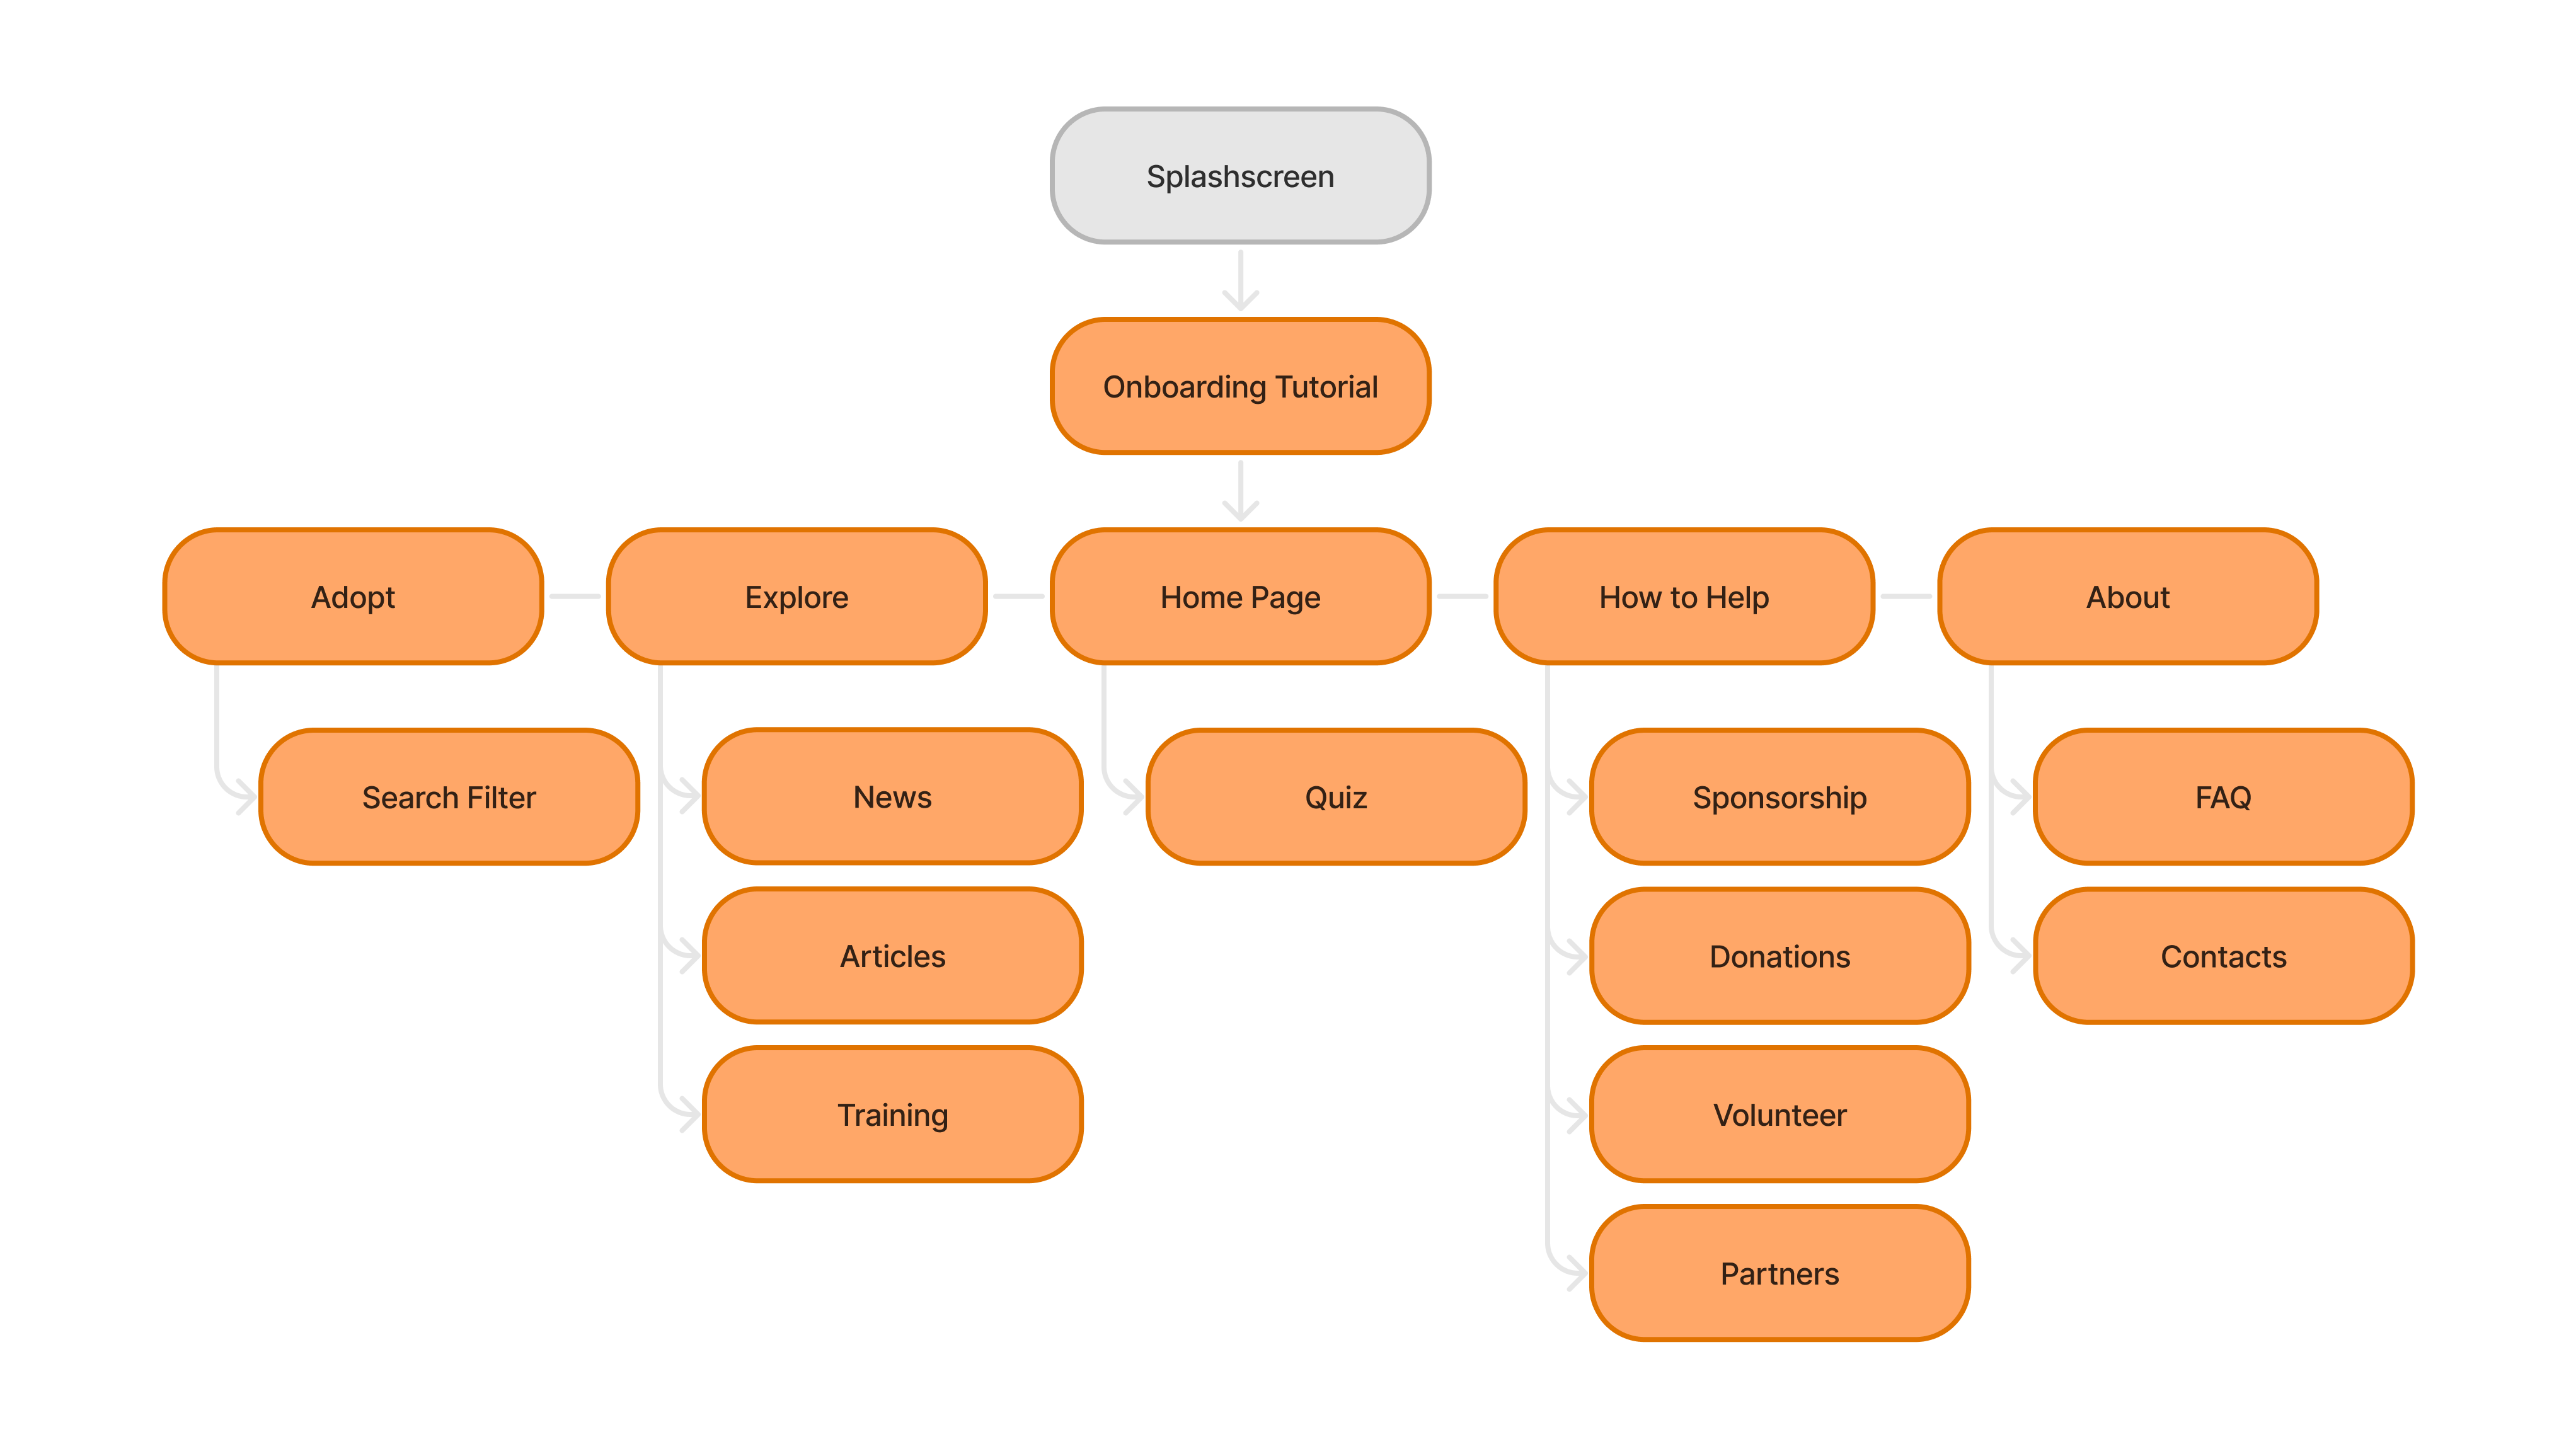 Splashscreen
Onboarding Tutorial
Adopt
Explore
Home Page
How to Help
About
Search Filter
News
Quiz
Sponsorship
FAQ
Articles
Donations
Contacts
Training
Volunteer
Partners